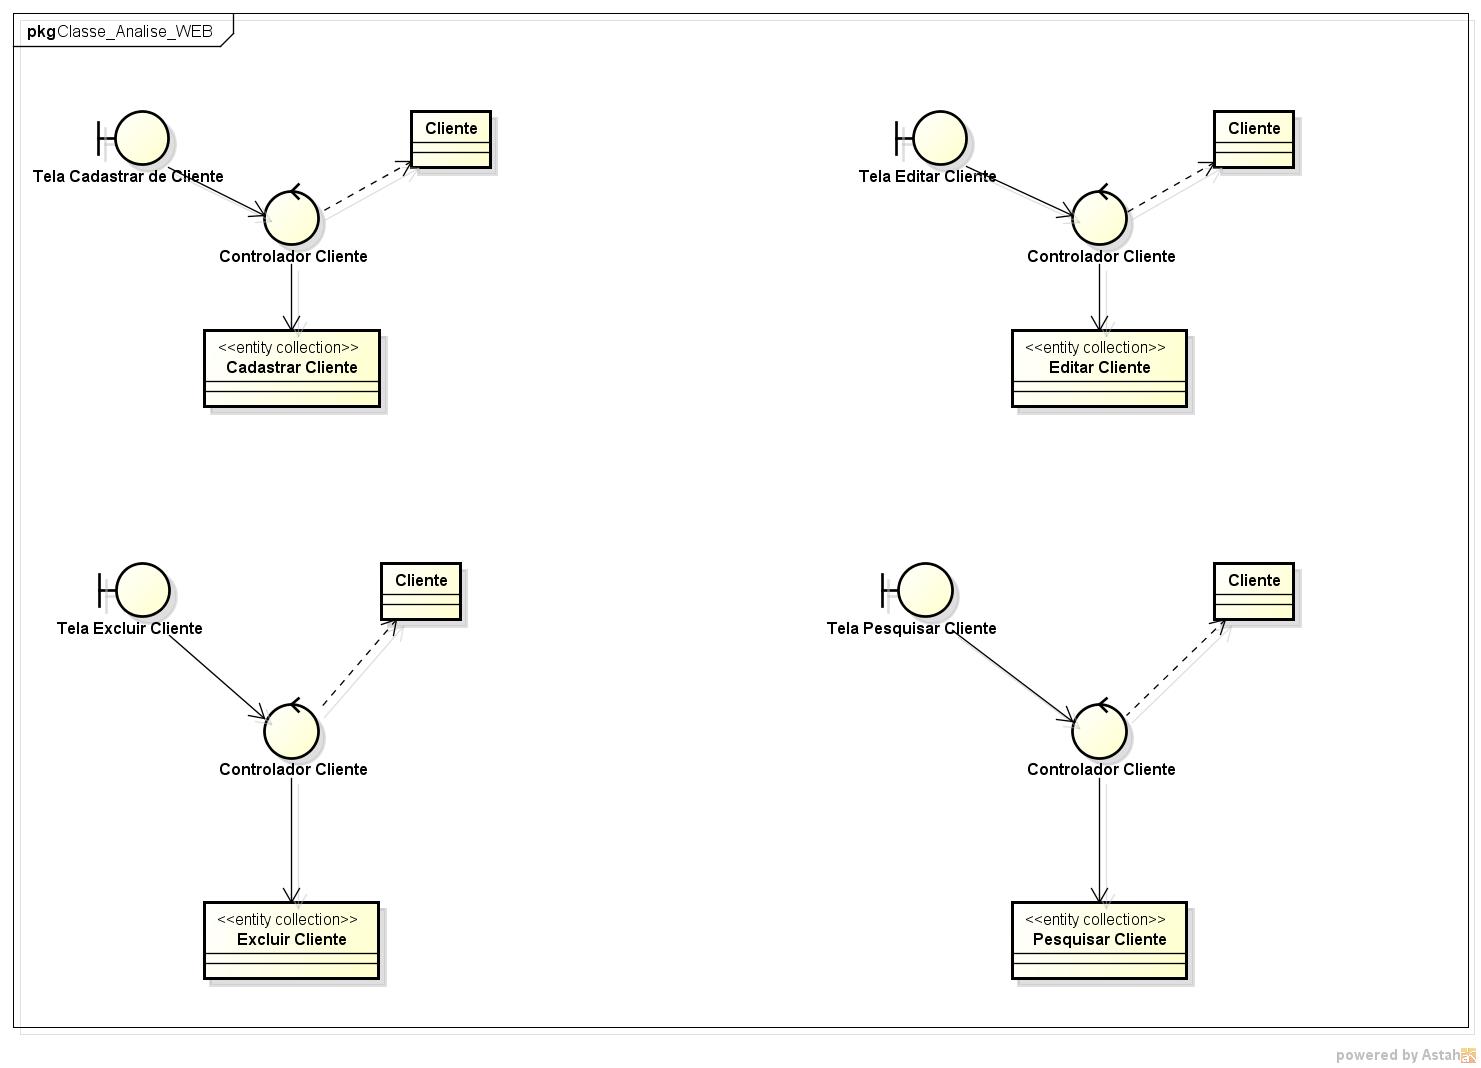 pkgClasse_Analise_WEB
Cliente
Tela Cadastrar de Cliente
Controlador Cliente
<<entity collection>>
Cadastrar Cliente
Cliente
Tela Editar Cliente
Controlador Cliente
<<entity collection>>
Editar Cliente
Cliente
Tela Excluir Cliente
Controlador Cliente
<<entity collection>>
Excluir Cliente
Cliente
Tela Pesquisar Cliente
Controlador Cliente
<<entity collection>>
Pesquisar Cliente
powered by Astah